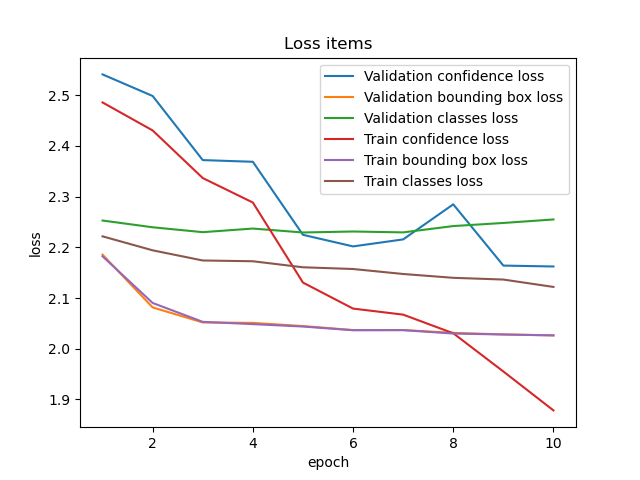 Loss items
Validation confidence loss
Validation bounding box loss
Validation classes loss
Train confidence loss
Train bounding box loss
Train classes loss
2.5
2.4
2.3
2.2
2.1
2.0
1.9
loss
2 4 6 8 10
epoch